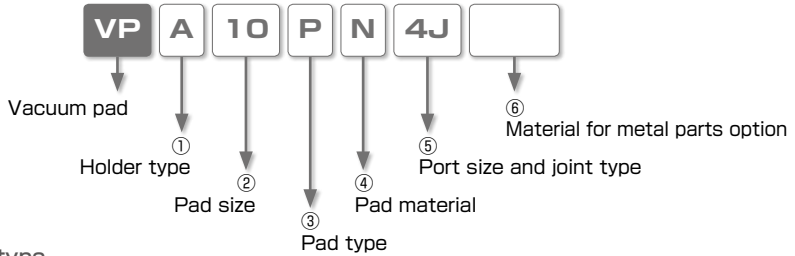 VP A 10 P N 4J
Vacuum pad
⑥
Material for metal parts option
①
Holder type
⑤
Port size and joint type
②
Pad size
④
Pad material
③
Pad type